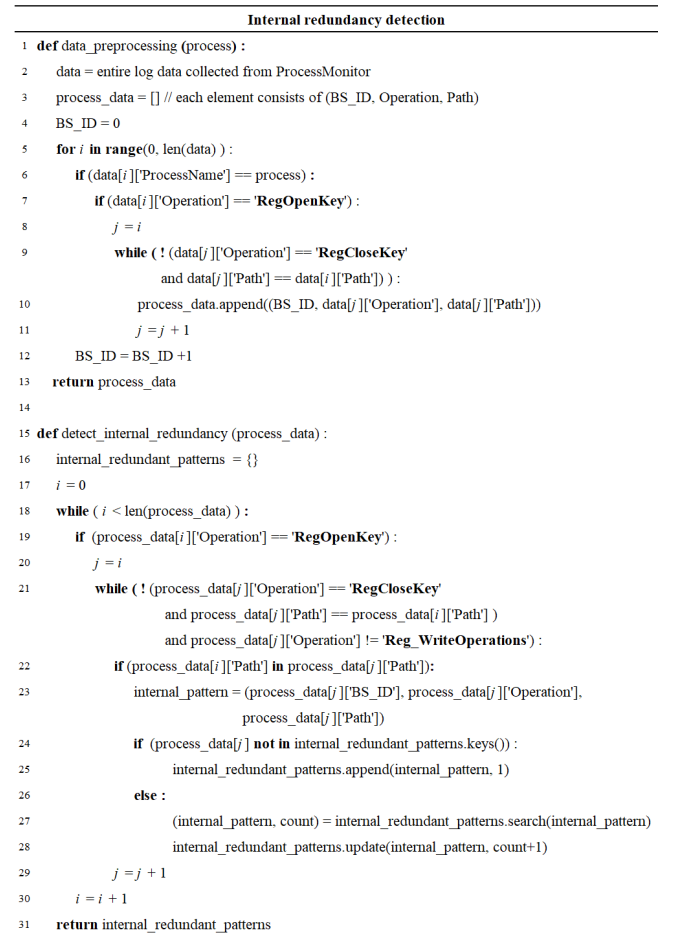 Internal redundancy detection
1 def data_preprocessing (process) :
2 data = entire log data collected from ProcessMonitor
3 process_data = [] // each element consists of (BS_ID, Operation, Path)
4 BS_ID = 0
5 for i in range(0, len(data) ) :
6 if (data[i]['ProcessName'] == process) :
7 if (data[i]['Operation'] == 'RegOpenKey') :
8 j = i
9 while ( ! (data[j]['Operation'] == 'RegCloseKey'
and data[j]['Path'] == data[i]['Path']) ) :
10 process_data.append((BS_ID, data[j]['Operation'], data[j]['Path']))
11 j = j + 1
12 BS_ID = BS_ID +1
13 return process_data
14
15 def detect_internal_redundancy (process_data) :
16 internal_redundant_patterns = {}
17 i = 0
18 while ( i < len(process_data) ) :
19 if (process_data[i]['Operation'] == 'RegOpenKey') :
20 j = i
21 while ( ! (process_data[j]['Operation'] == 'RegCloseKey'
and process_data[j]['Path'] == process_data[i]['Path'] )
and process_data[j]['Operation'] != 'Reg_WriteOperations') :
22 if (process_data[i]['Path'] in process_data[j]['Path']):
23 internal_pattern = (process_data[j]['BS_ID'], process_data[j]['Operation'],
process_data[j]['Path'])
24 if (process_data[j] not in internal_redundant_patterns.keys()) :
25 internal_redundant_patterns.append(internal_pattern, 1)
26 else :
27 (internal_pattern, count) = internal_redundant_patterns.search(internal_pattern)
28 internal_redundant_patterns.update(internal_pattern, count+1)
29 j = j + 1
30 i = i + 1
31 return internal_redundant_patterns